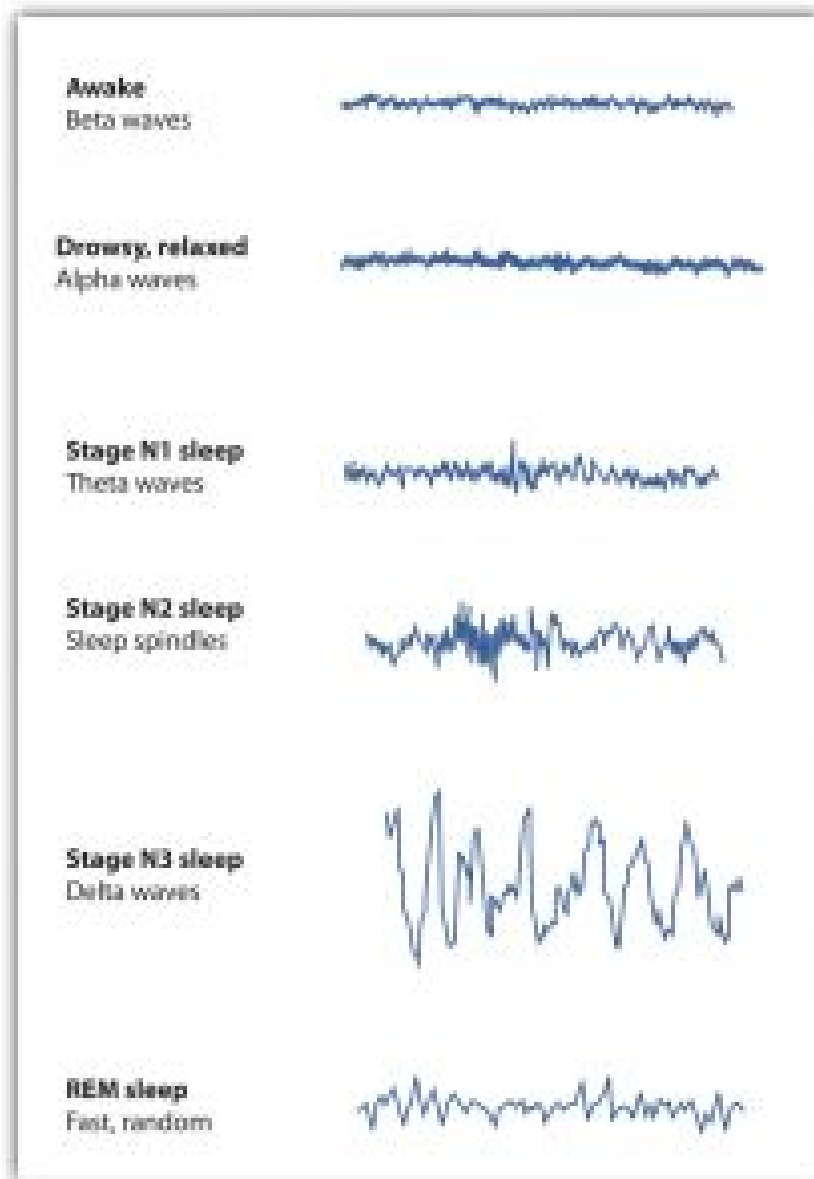 Awake
Beta waves
Drowsy, relaxed
Alpha waves
Stage N1 sleep
Theta waves
Stage N2 sleep
Sleep spindles
Stage N3 sleep
Delta waves
REM sleep
Fast, random